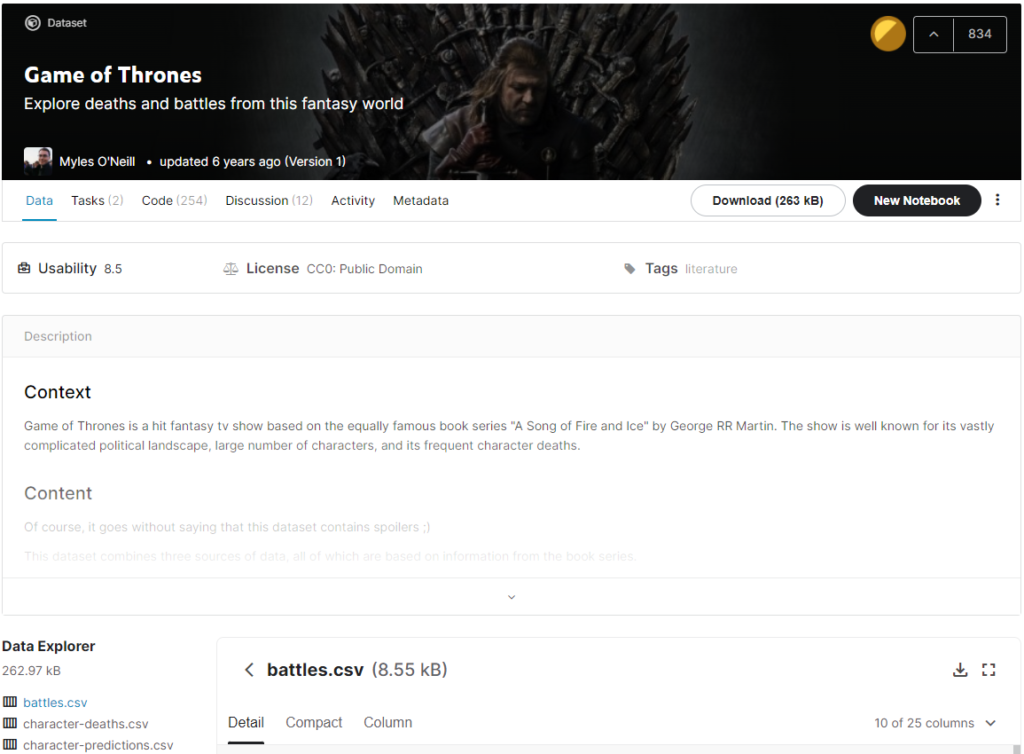 Dataset
834
Game of Thrones
Explore deaths and battles from this fantasy world
Myles O'Neill • updated 6 years ago (Version 1)
Data Tasks (2) Code (254) Discussion (12) Activity Metadata Download (263 kB) New Notebook
Usability 8.5 License CC0: Public Domain Tags literature
Description
Context
Game of Thrones is a hit fantasy tv show based on the equally famous book series "A Song of Fire and Ice" by George RR Martin. The show is well known for its vastly
complicated political landscape, large number of characters, and its frequent character deaths.
Content
Of course, it goes without saying that this dataset contains spoilers ;)
This dataset combines three sources of data, all of which are based on information from the book series.
Data Explorer
262.97 kB
battles.csv
character-deaths.csv
character-predictions.csv
battles.csv (8.55 kB)
Detail Compact Column 10 of 25 columns